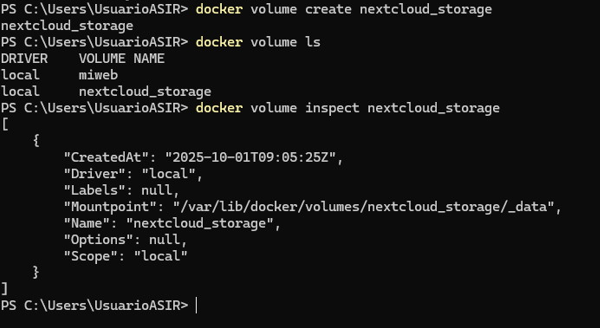 PS C:\Users\UsuarioASIR> docker volume create nextcloud_storage
nextcloud_storage
PS C:\Users\UsuarioASIR> docker volume ls
DRIVER    VOLUME NAME
local     miweb
local     nextcloud_storage
PS C:\Users\UsuarioASIR> docker volume inspect nextcloud_storage
[
    {
        "CreatedAt": "2025-10-01T09:05:25Z",
        "Driver": "local",
        "Labels": null,
        "Mountpoint": "/var/lib/docker/volumes/nextcloud_storage/_data",
        "Name": "nextcloud_storage",
        "Options": null,
        "Scope": "local"
    }
]
PS C:\Users\UsuarioASIR>